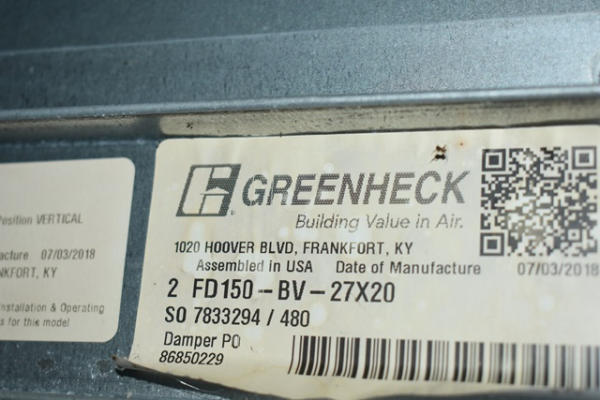 Position VERTICAL
07/03/2018
KFORT, KY
Installation & Operating
s for this model
GREENHECK
Building Value in Air.
1020 HOOVER BLVD, FRANKFORT, KY
Assembled in USA Date of Manufacture 07/03/2018
2 FD150-BV-27X20
SO 7833294 / 480
Damper PO
86850229